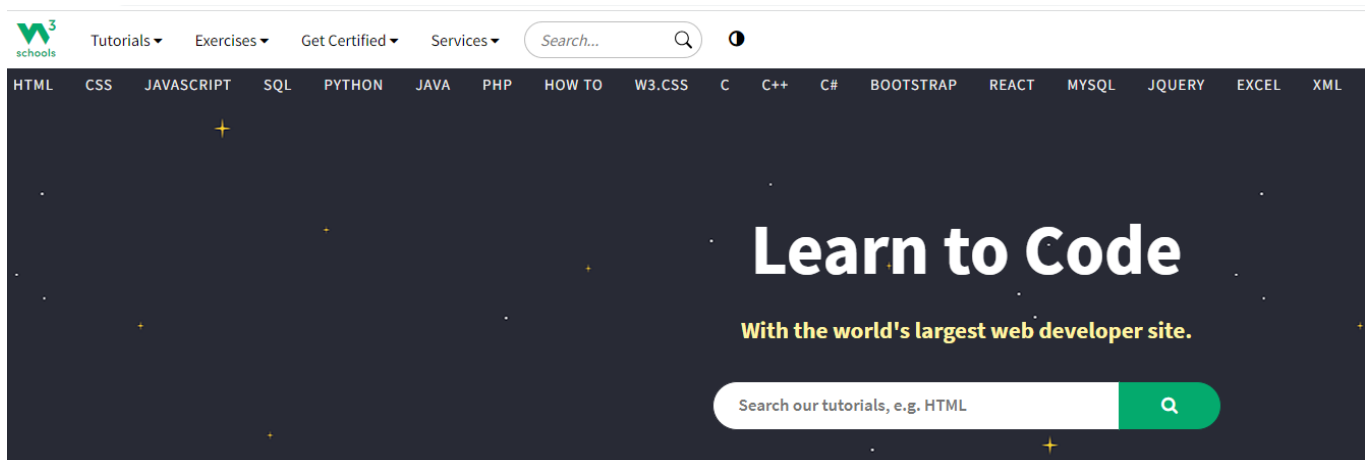 W3 schools Tutorials Exercises Get Certified Services Search...
HTML CSS JAVASCRIPT SQL PYTHON JAVA PHP HOW TO W3.CSS C C++ C# BOOTSTRAP REACT MYSQL JQUERY EXCEL XML
Learn to Code
With the world's largest web developer site.
Search our tutorials, e.g. HTML